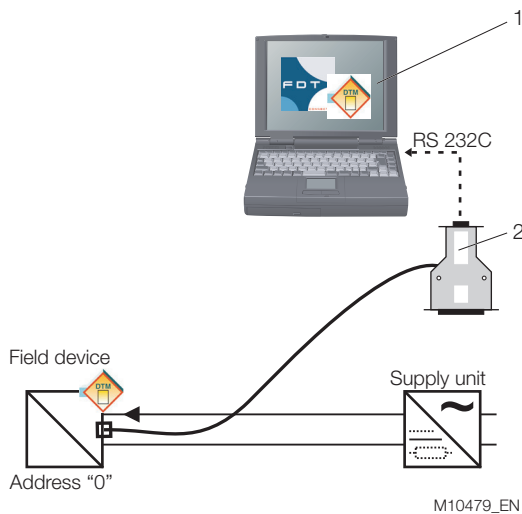 1
FDT
DTM
RS 232C
2
Field device
DTM
Supply unit
Address “0”
M10479_EN